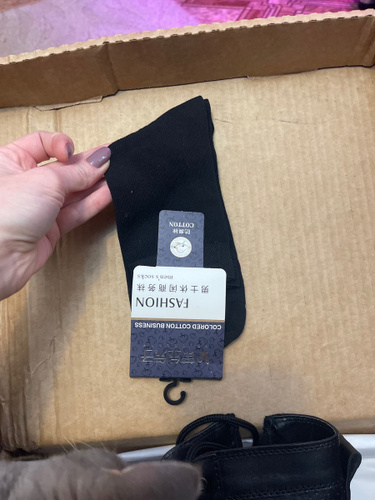 COLORED COTTON BUSINESS
FASHION
男士休闲商务袜
men's socks
COTTON